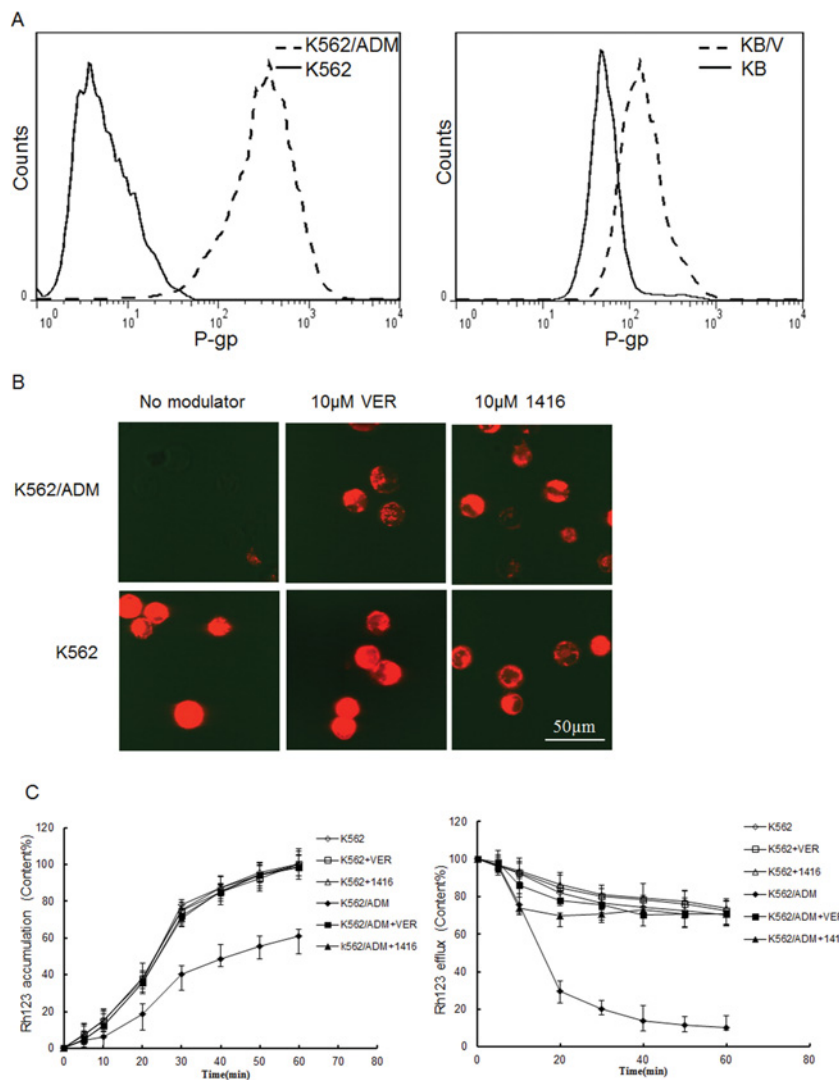 A
K562/ADM
K562
KB/V
KB
Counts
Counts
0
0
10⁰ 10¹ 10² 10³ 10⁴
10⁰ 10¹ 10² 10³ 10⁴
P-gp
P-gp
B
No modulator 10µM VER 10µM 1416
K562/ADM
K562
50µm
C
Rh123 accumulation (Content%)
120
100
80
60
40
20
0
0 20 30 40 50 60 70 80
Time(min)
K562
K562+VER
K562+1416
K562/ADM
K562/ADM+VER
k562/ADM+1416
Rh123 efflux (Content%)
120
100
80
60
40
20
0
0 20 40 60 80
Time(min)
K562
K562+VER
K562+1416
K562/ADM
K562/ADM+VER
K562/ADM+141